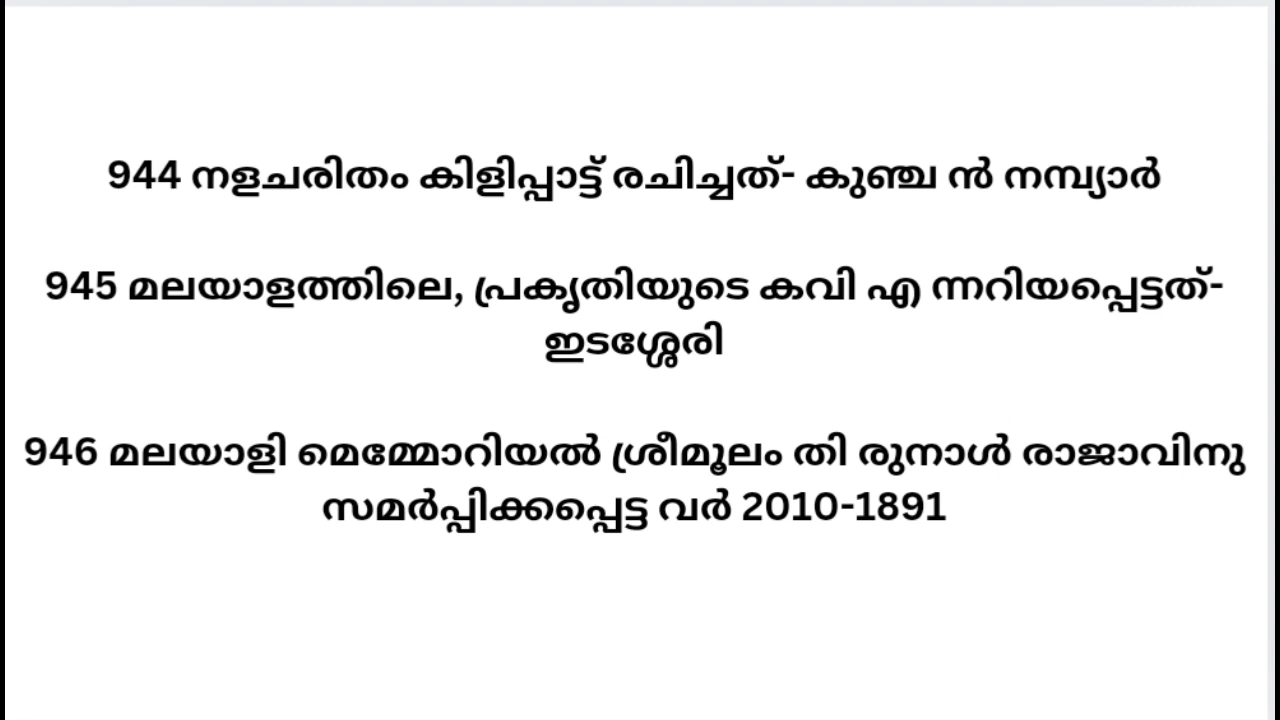 944 നളചരിതം കിളിപ്പാട്ട് രചിച്ചത്- കുഞ്ച ൻ നമ്പ്യാർ
945 മലയാളത്തിലെ, പ്രകൃതിയുടെ കവി എ ന്നറിയപ്പെട്ടത്-
ഇടശ്ശേരി
946 മലയാളി മെമ്മോറിയൽ ശ്രീമൂലം തി രുനാൾ രാജാവിനു
സമർപ്പിക്കപ്പെട്ട വർ 2010-1891